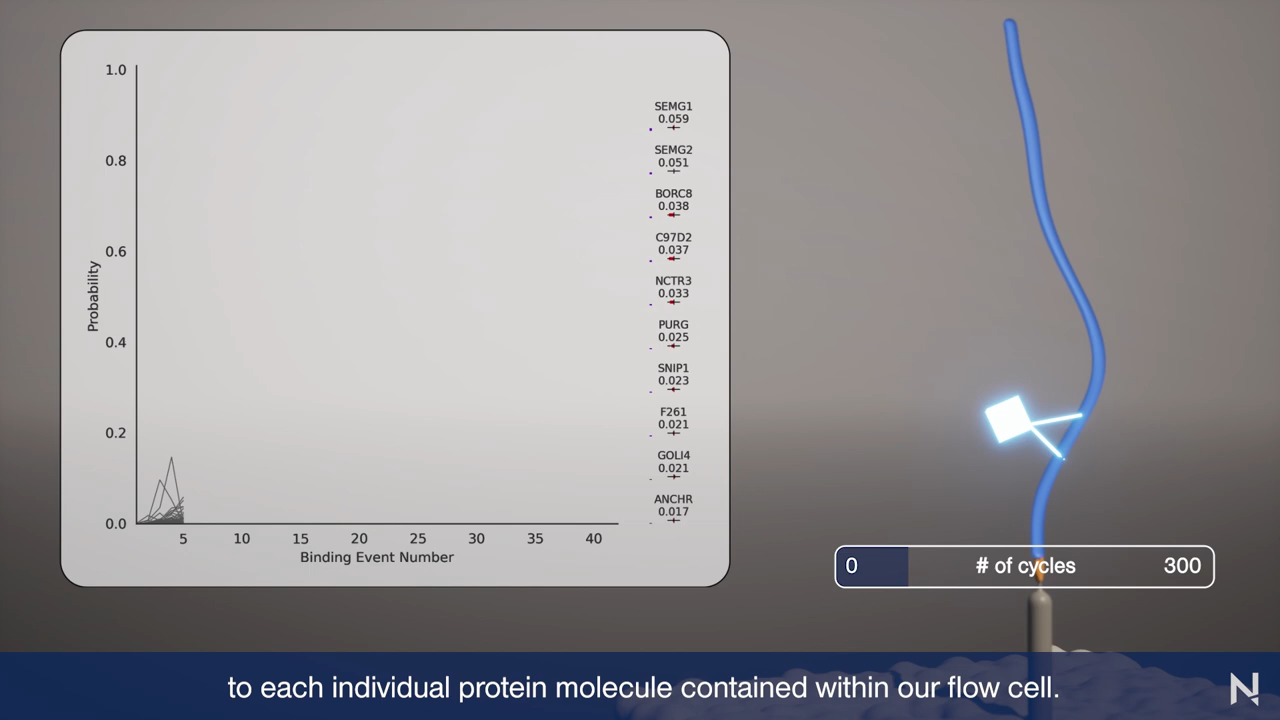 1.0
0.8
0.6
0.4
0.2
0.0
Probability
5 10 15 20 25 30 35 40
Binding Event Number
SEMG1
0.059
SEMG2
0.051
BORC8
0.038
C97D2
0.037
NCTR3
0.033
PURG
0.025
SNIP1
0.023
F261
0.021
GOLI4
0.021
ANCHR
0.017
0 # of cycles 300
to each individual protein molecule contained within our flow cell.
N